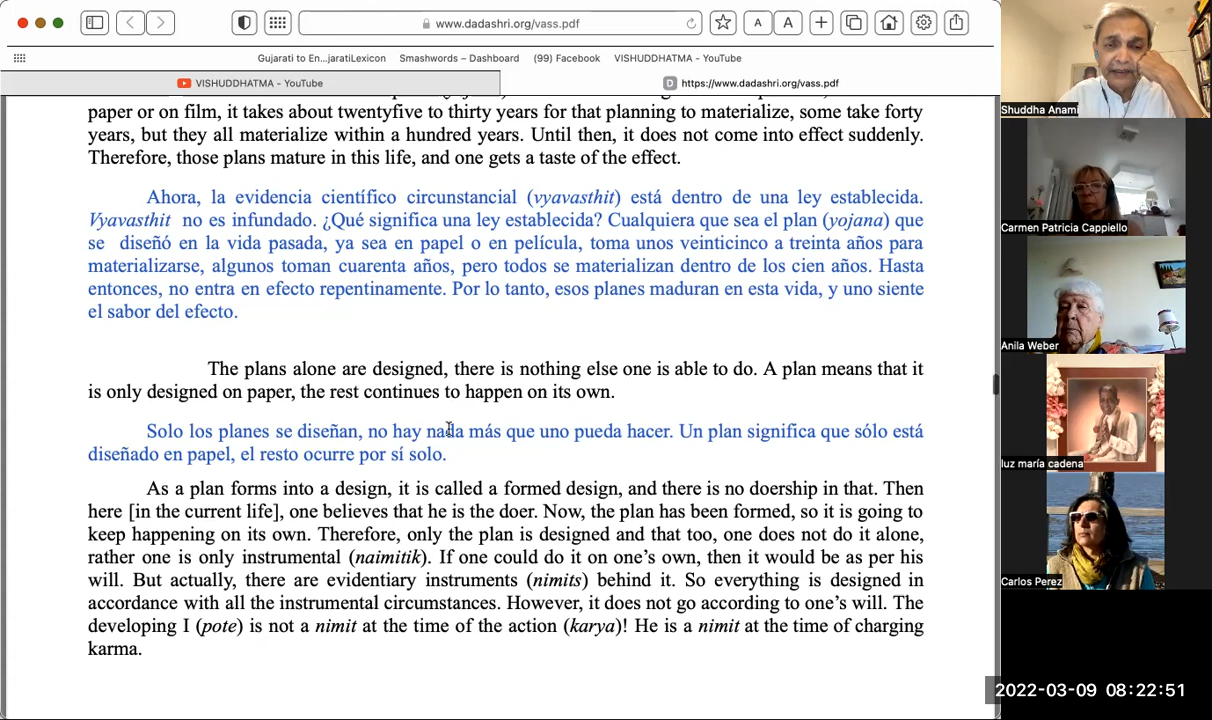 www.dadashri.org/vass.pdf
A A
Gujarati to En...jaratiLexicon Smashwords – Dashboard (99) Facebook VISHUDDHATMA - YouTube
VISHUDDHATMA - YouTube
D https://www.dadashri.org/vass.pdf
paper or on film, it takes about twentyfive to thirty years for that planning to materialize, some take forty
years, but they all materialize within a hundred years. Until then, it does not come into effect suddenly.
Therefore, those plans mature in this life, and one gets a taste of the effect.
Ahora, la evidencia científico circunstancial (vyavasthit) está dentro de una ley establecida.
Vyavasthit no es infundado. ¿Qué significa una ley establecida? Cualquiera que sea el plan (yojana) que
se diseñó en la vida pasada, ya sea en papel o en película, toma unos veinticinco a treinta años para
materializarse, algunos toman cuarenta años, pero todos se materializan dentro de los cien años. Hasta
entonces, no entra en efecto repentinamente. Por lo tanto, esos planes maduran en esta vida, y uno siente
el sabor del efecto.
The plans alone are designed, there is nothing else one is able to do. A plan means that it
is only designed on paper, the rest continues to happen on its own.
Solo los planes se diseñan, no hay nada más que uno pueda hacer. Un plan significa que sólo está
diseñado en papel, el resto ocurre por sí solo.
As a plan forms into a design, it is called a formed design, and there is no doership in that. Then
here [in the current life], one believes that he is the doer. Now, the plan has been formed, so it is going to
keep happening on its own. Therefore, only the plan is designed and that too, one does not do it alone,
rather one is only instrumental (naimitik). If one could do it on one's own, then it would be as per his
will. But actually, there are evidentiary instruments (nimits) behind it. So everything is designed in
accordance with all the instrumental circumstances. However, it does not go according to one's will. The
developing I (pote) is not a nimit at the time of the action (karya)! He is a nimit at the time of charging
karma.
Shuddha Anami
Carmen Patricia Cappiello
Anila Weber
luz maría cadena
Carlos Perez
2022-03-09 08:22:51